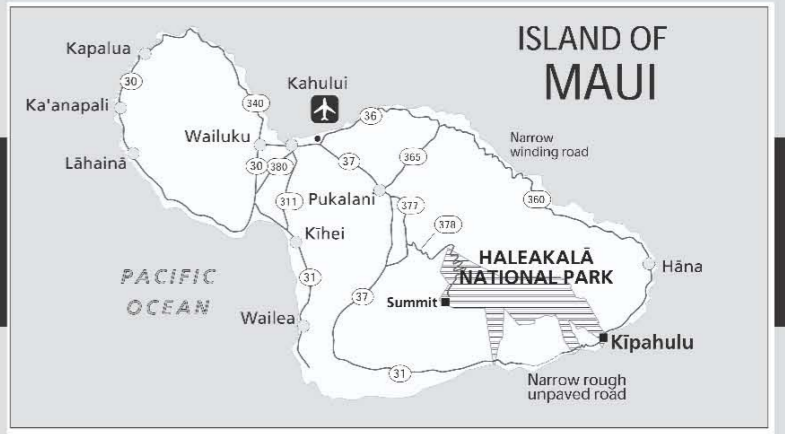 ISLAND OF
MAUI
Kapalua
30
Ka'anapali
340
Kahului
36
Wailuku
Lāhainā
30
380
37
365
Narrow
winding road
311
Pukalani
377
360
378
Kīhei
HALEAKALĀ
NATIONAL PARK
Hāna
PACIFIC
OCEAN
31
37
Summit
Wailea
Kīpahulu
31
Narrow rough
unpaved road